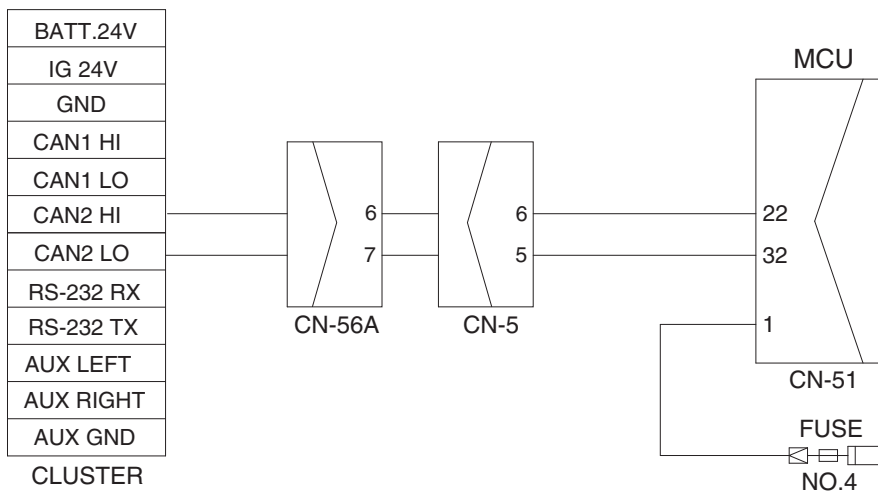 BATT.24V
IG 24V
GND
CAN1 HI
CAN1 LO
CAN2 HI
CAN2 LO
RS-232 RX
RS-232 TX
AUX LEFT
AUX RIGHT
AUX GND
CLUSTER
6
7
CN-56A
6
5
CN-5
MCU
22
32
1
CN-51
FUSE
NO.4